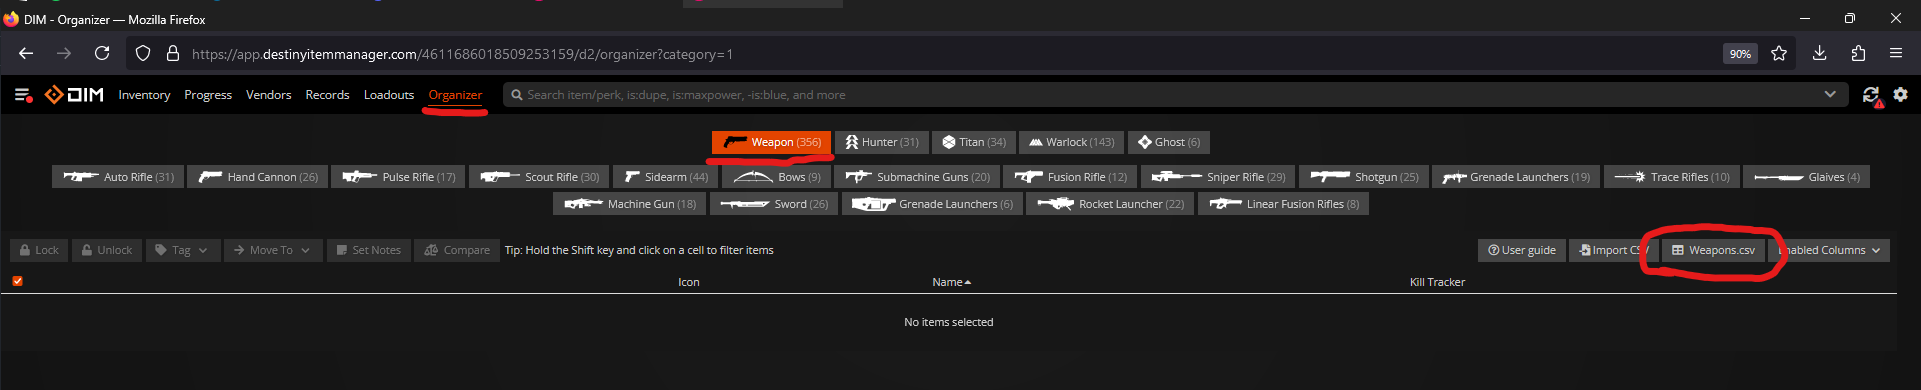 DIM - Organizer — Mozilla Firefox
https://app.destinyitemmanager.com/4611686018509253159/d2/organizer?category=1
90%
DIM
Inventory
Progress
Vendors
Records
Loadouts
Organizer
Search item/perk, is:dupe, is:maxpower, -is:blue, and more
Weapon (356)
Hunter (31)
Titan (34)
Warlock (143)
Ghost (6)
Auto Rifle (31)
Hand Cannon (26)
Pulse Rifle (17)
Scout Rifle (30)
Sidearm (44)
Bows (9)
Submachine Guns (20)
Fusion Rifle (12)
Sniper Rifle (29)
Shotgun (25)
Grenade Launchers (19)
Trace Rifles (10)
Glaives (4)
Machine Gun (18)
Sword (26)
Grenade Launchers (6)
Rocket Launcher (22)
Linear Fusion Rifles (8)
Lock
Unlock
Tag
Move To
Set Notes
Compare
Tip: Hold the Shift key and click on a cell to filter items
User guide
Import CSV
Weapons.csv
Enabled Columns
Icon
Name
Kill Tracker
No items selected